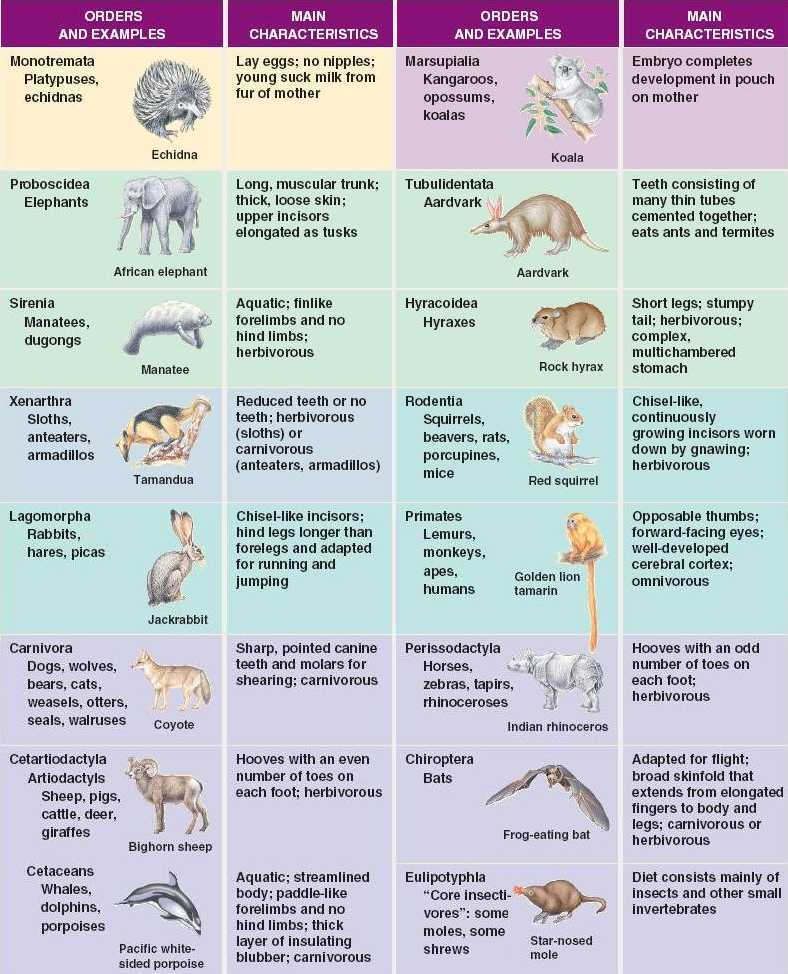 ORDERS
AND EXAMPLES
MAIN
CHARACTERISTICS
ORDERS
AND EXAMPLES
MAIN
CHARACTERISTICS
Monotremata
Platypuses,
echidnas
Echidna
Lay eggs; no nipples;
young suck milk from
fur of mother
Marsupialia
Kangaroos,
opossums,
koalas
Koala
Embryo completes
development in pouch
on mother
Proboscidea
Elephants
African elephant
Long, muscular trunk;
thick, loose skin;
upper incisors
elongated as tusks
Tubulidentata
Aardvark
Aardvark
Teeth consisting of
many thin tubes
cemented together;
eats ants and termites
Sirenia
Manatees,
dugongs
Manatee
Aquatic; finlike
forelimbs and no
hind limbs;
herbivorous
Hyracoidea
Hyraxes
Rock hyrax
Short legs; stumpy
tail; herbivorous;
complex,
multichambered
stomach
Xenarthra
Sloths,
anteaters,
armadillos
Tamandua
Reduced teeth or no
teeth; herbivorous
(sloths) or
carnivorous
(anteaters, armadillos)
Rodentia
Squirrels,
beavers, rats,
porcupines,
mice
Red squirrel
Chisel-like,
continuously
growing incisors worn
down by gnawing;
herbivorous
Lagomorpha
Rabbits,
hares, picas
Jackrabbit
Chisel-like incisors;
hind legs longer than
forelegs and adapted
for running and
jumping
Primates
Lemurs,
monkeys,
apes,
humans
Golden lion
tamarin
Opposable thumbs;
forward-facing eyes;
well-developed
cerebral cortex;
omnivorous
Carnivora
Dogs, wolves,
bears, cats,
weasels, otters,
seals, walruses
Coyote
Sharp, pointed canine
teeth and molars for
shearing; carnivorous
Perissodactyla
Horses,
zebras, tapirs,
rhinoceroses
Indian rhinoceros
Hooves with an odd
number of toes on
each foot;
herbivorous
Cetartiodactyla
Artiodactyls
Sheep, pigs,
cattle, deer,
giraffes
Bighorn sheep
Hooves with an even
number of toes on
each foot; herbivorous
Chiroptera
Bats
Frog-eating bat
Adapted for flight;
broad skinfold that
extends from elongated
fingers to body and
legs; carnivorous or
herbivorous
Cetaceans
Whales,
dolphins,
porpoises
Pacific white-
sided porpoise
Aquatic; streamlined
body; paddle-like
forelimbs and no
hind limbs; thick
layer of insulating
blubber; carnivorous
Eulipotyphla
“Core insecti-
vores”: some
moles, some
shrews
Star-nosed
mole
Diet consists mainly of
insects and other small
invertebrates